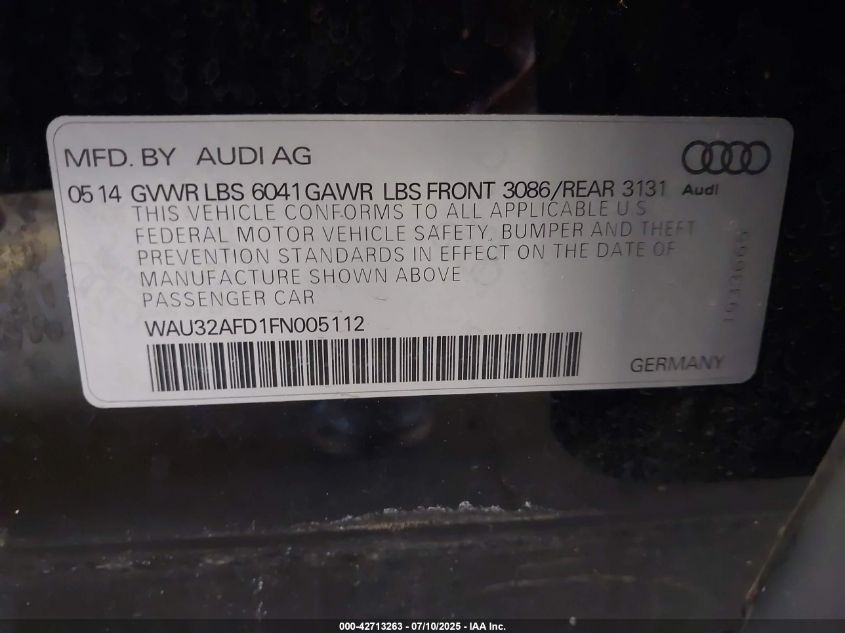 MFD. BY AUDI AG
05 14 GVWR LBS 6041 GAWR LBS FRONT 3086/REAR 3131
Audi
THIS VEHICLE CONFORMS TO ALL APPLICABLE U.S
FEDERAL MOTOR VEHICLE SAFETY, BUMPER AND THEFT
PREVENTION STANDARDS IN EFFECT ON THE DATE OF
MANUFACTURE SHOWN ABOVE
PASSENGER CAR
WAU32AFD1FN005112
GERMANY
000-42713263 - 07/10/2025 - IAA Inc.